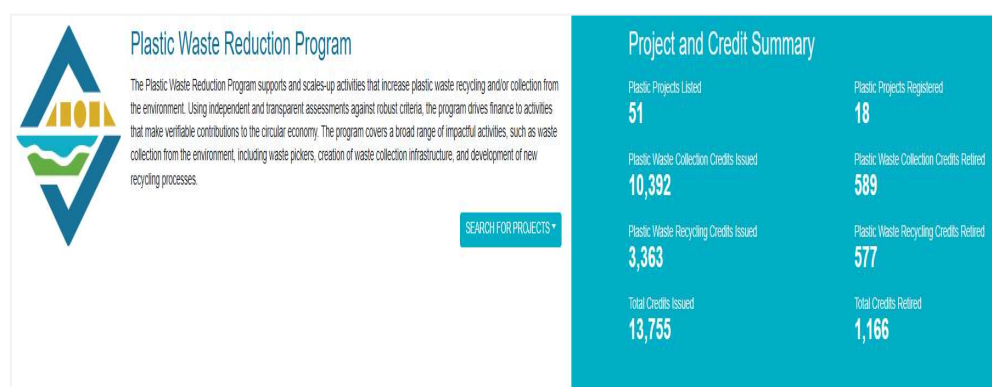 Plastic Waste Reduction Program
The Plastic Waste Reduction Program supports and scales-up activities that increase plastic waste recycling and/or collection from
the environment. Using independent and transparent assessments against robust criteria, the program drives finance to activities
that make verifiable contributions to the circular economy. The program covers a broad range of impactful activities, such as waste
collection from the environment, including waste pickers, creation of waste collection infrastructure, and development of new
recycling processes.
SEARCH FOR PROJECTS
Project and Credit Summary
Plastic Projects Listed
51
Plastic Projects Registered
18
Plastic Waste Collection Credits Issued
10,392
Plastic Waste Collection Credits Retired
589
Plastic Waste Recycling Credits Issued
3,363
Plastic Waste Recycling Credits Retired
577
Total Credits Issued
13,755
Total Credits Retired
1,166